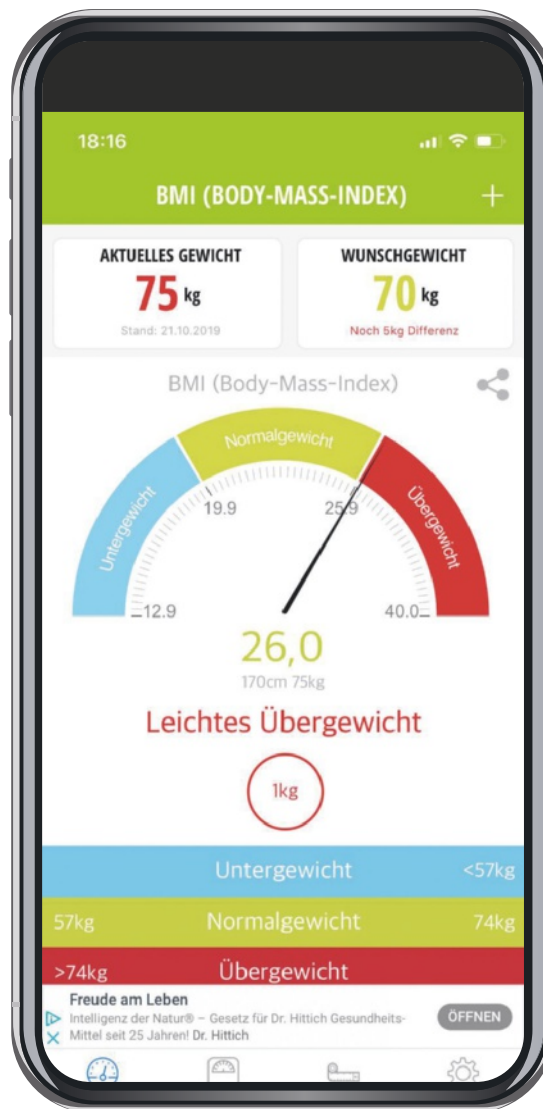 18:16
BMI (BODY-MASS-INDEX) +
AKTUELLES GEWICHT
75 kg
Stand: 21.10.2019
WUNSCHGEWICHT
70 kg
Noch 5kg Differenz
BMI (Body-Mass-Index)
Untergewicht
Normalgewicht
Übergewicht
12.9
19.9
25.9
40.0
26,0
170cm 75kg
Leichtes Übergewicht
1kg
Untergewicht <57kg
57kg Normalgewicht 74kg
>74kg Übergewicht
Freude am Leben
Intelligenz der Natur® – Gesetz für Dr. Hittich Gesundheits-
Mittel seit 25 Jahren! Dr. Hittich
ÖFFNEN